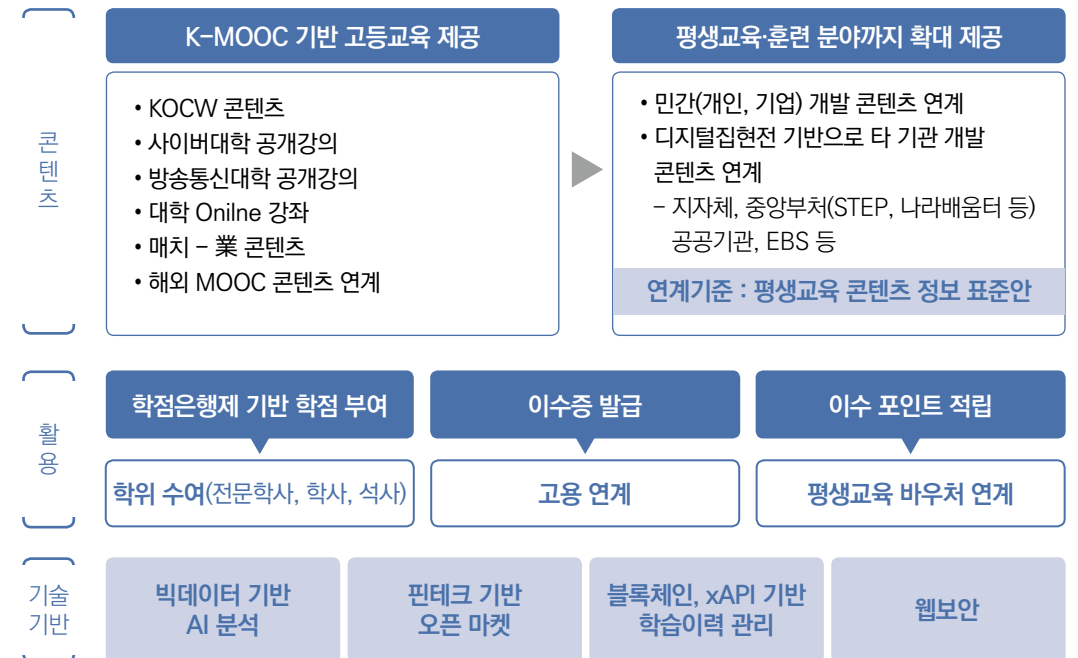 콘
텐
츠
K-MOOC 기반 고등교육 제공
• KOCW 콘텐츠
• 사이버대학 공개강의
• 방송통신대학 공개강의
• 대학 Onilne 강좌
• 매치 - 業 콘텐츠
• 해외 MOOC 콘텐츠 연계
평생교육·훈련 분야까지 확대 제공
• 민간(개인, 기업) 개발 콘텐츠 연계
• 디지털집현전 기반으로 타 기관 개발
콘텐츠 연계
- 지자체, 중앙부처(STEP, 나라배움터 등)
공공기관, EBS 등
연계기준 : 평생교육 콘텐츠 정보 표준안
활
용
학점은행제 기반 학점 부여
학위 수여(전문학사, 학사, 석사)
이수증 발급
고용 연계
이수 포인트 적립
평생교육 바우처 연계
기술
기반
빅데이터 기반
AI 분석
핀테크 기반
오픈 마켓
블록체인, xAPI 기반
학습이력 관리
웹보안